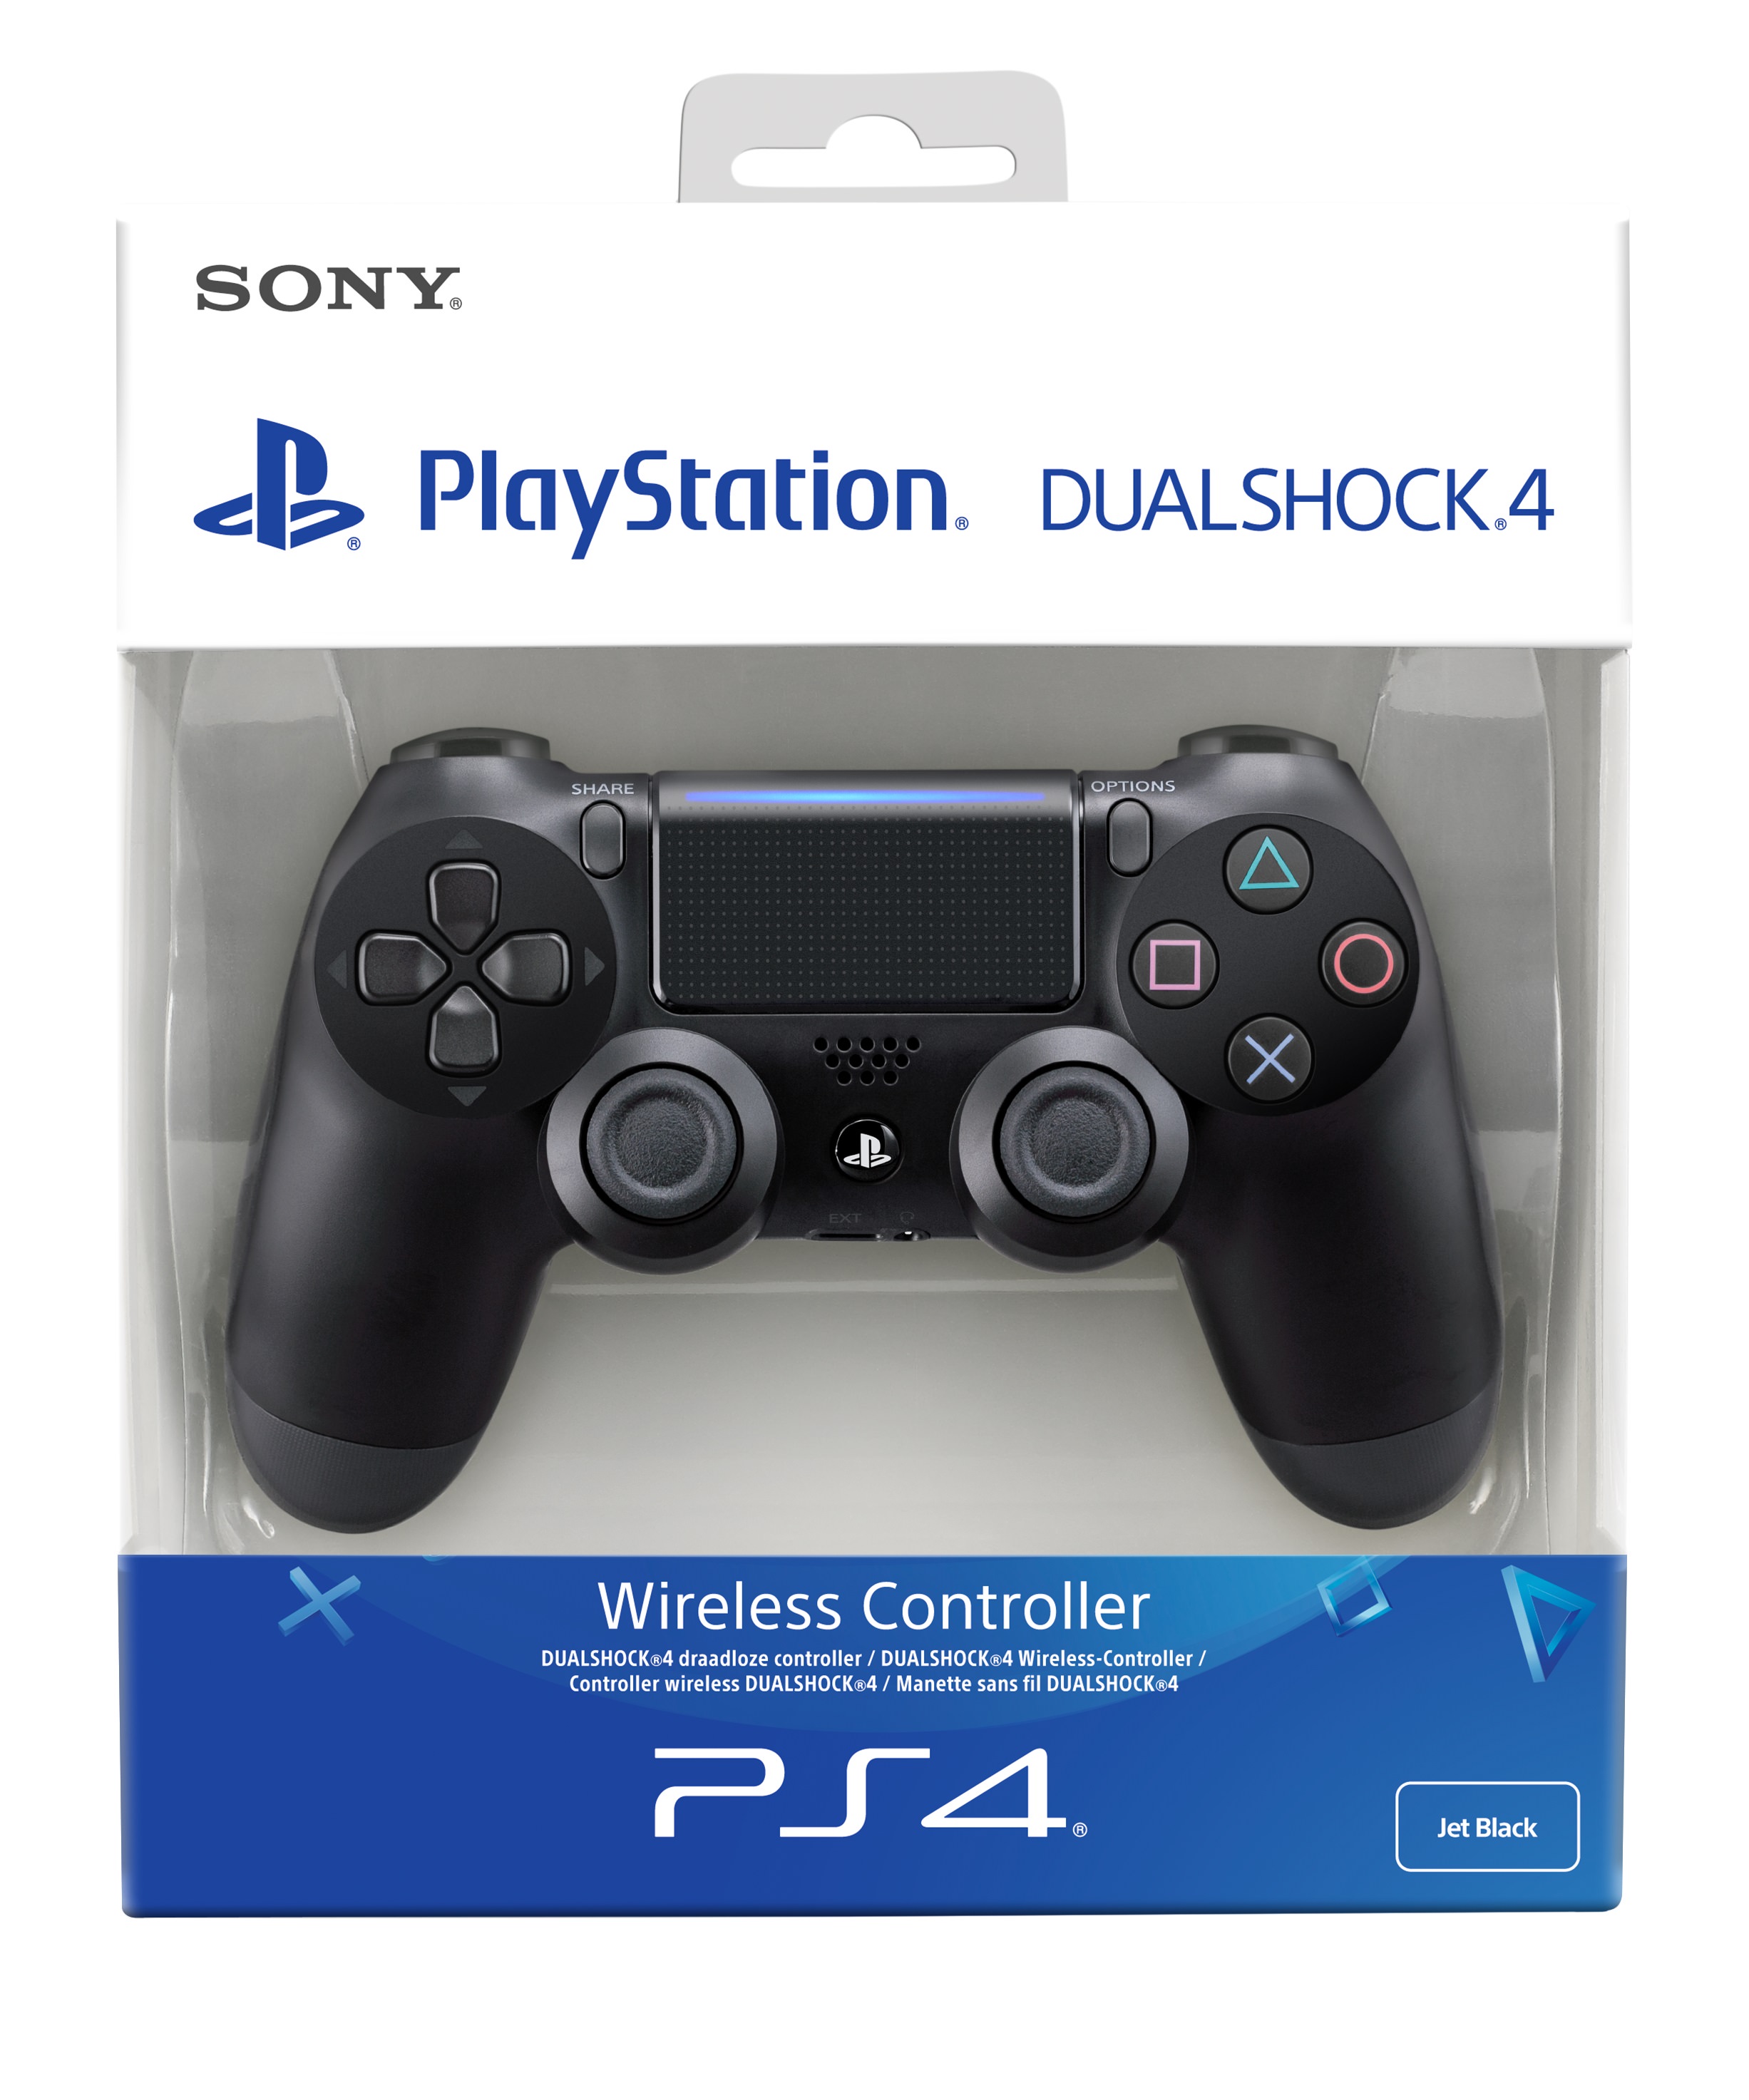 SONY®
PlayStation® DUALSHOCK®4
SHARE
OPTIONS
EXT
Wireless Controller
DUALSHOCK®4 draadloze controller / DUALSHOCK®4 Wireless-Controller /
Controller wireless DUALSHOCK®4 / Manette sans fil DUALSHOCK®4
PS4®
Jet Black